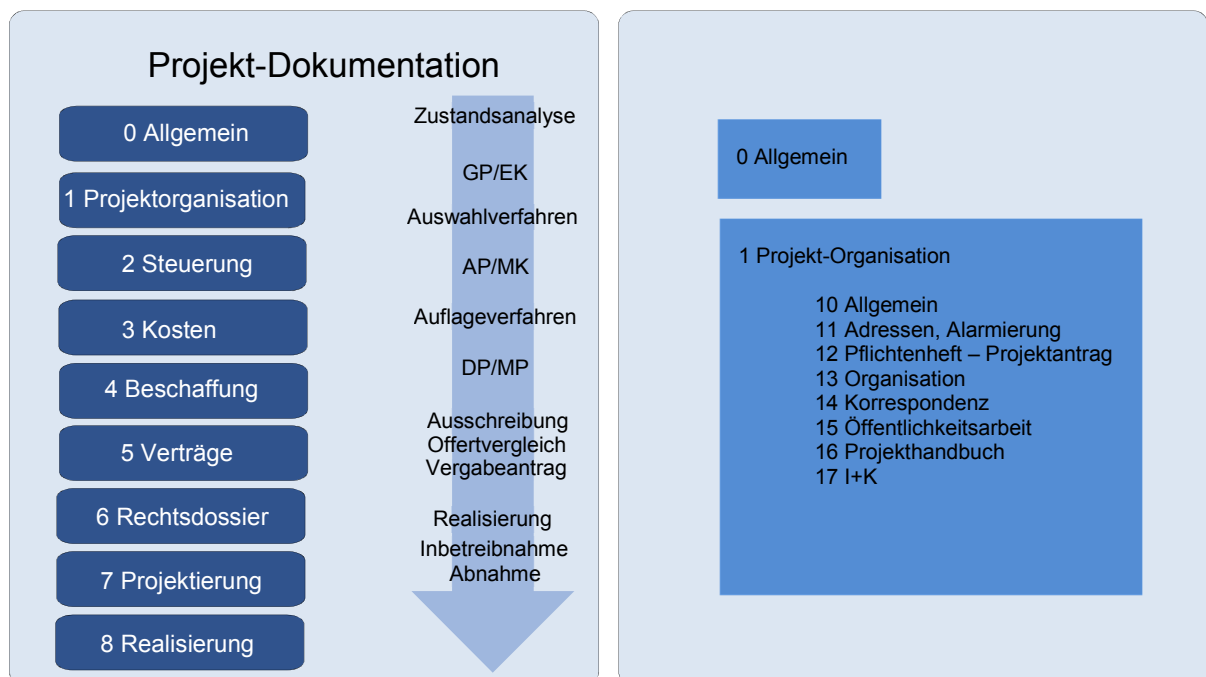 Projekt-Dokumentation
0 Allgemein
1 Projektorganisation
2 Steuerung
3 Kosten
4 Beschaffung
5 Verträge
6 Rechtsdossier
7 Projektierung
8 Realisierung
Zustandsanalyse
GP/EK
Auswahlverfahren
AP/MK
Auflageverfahren
DP/MP
Ausschreibung
Offertvergleich
Vergabeantrag
Realisierung
Inbetreibnahme
Abnahme
0 Allgemein
1 Projekt-Organisation
10 Allgemein
11 Adressen, Alarmierung
12 Pflichtenheft – Projektantrag
13 Organisation
14 Korrespondenz
15 Öffentlichkeitsarbeit
16 Projekthandbuch
17 I+K